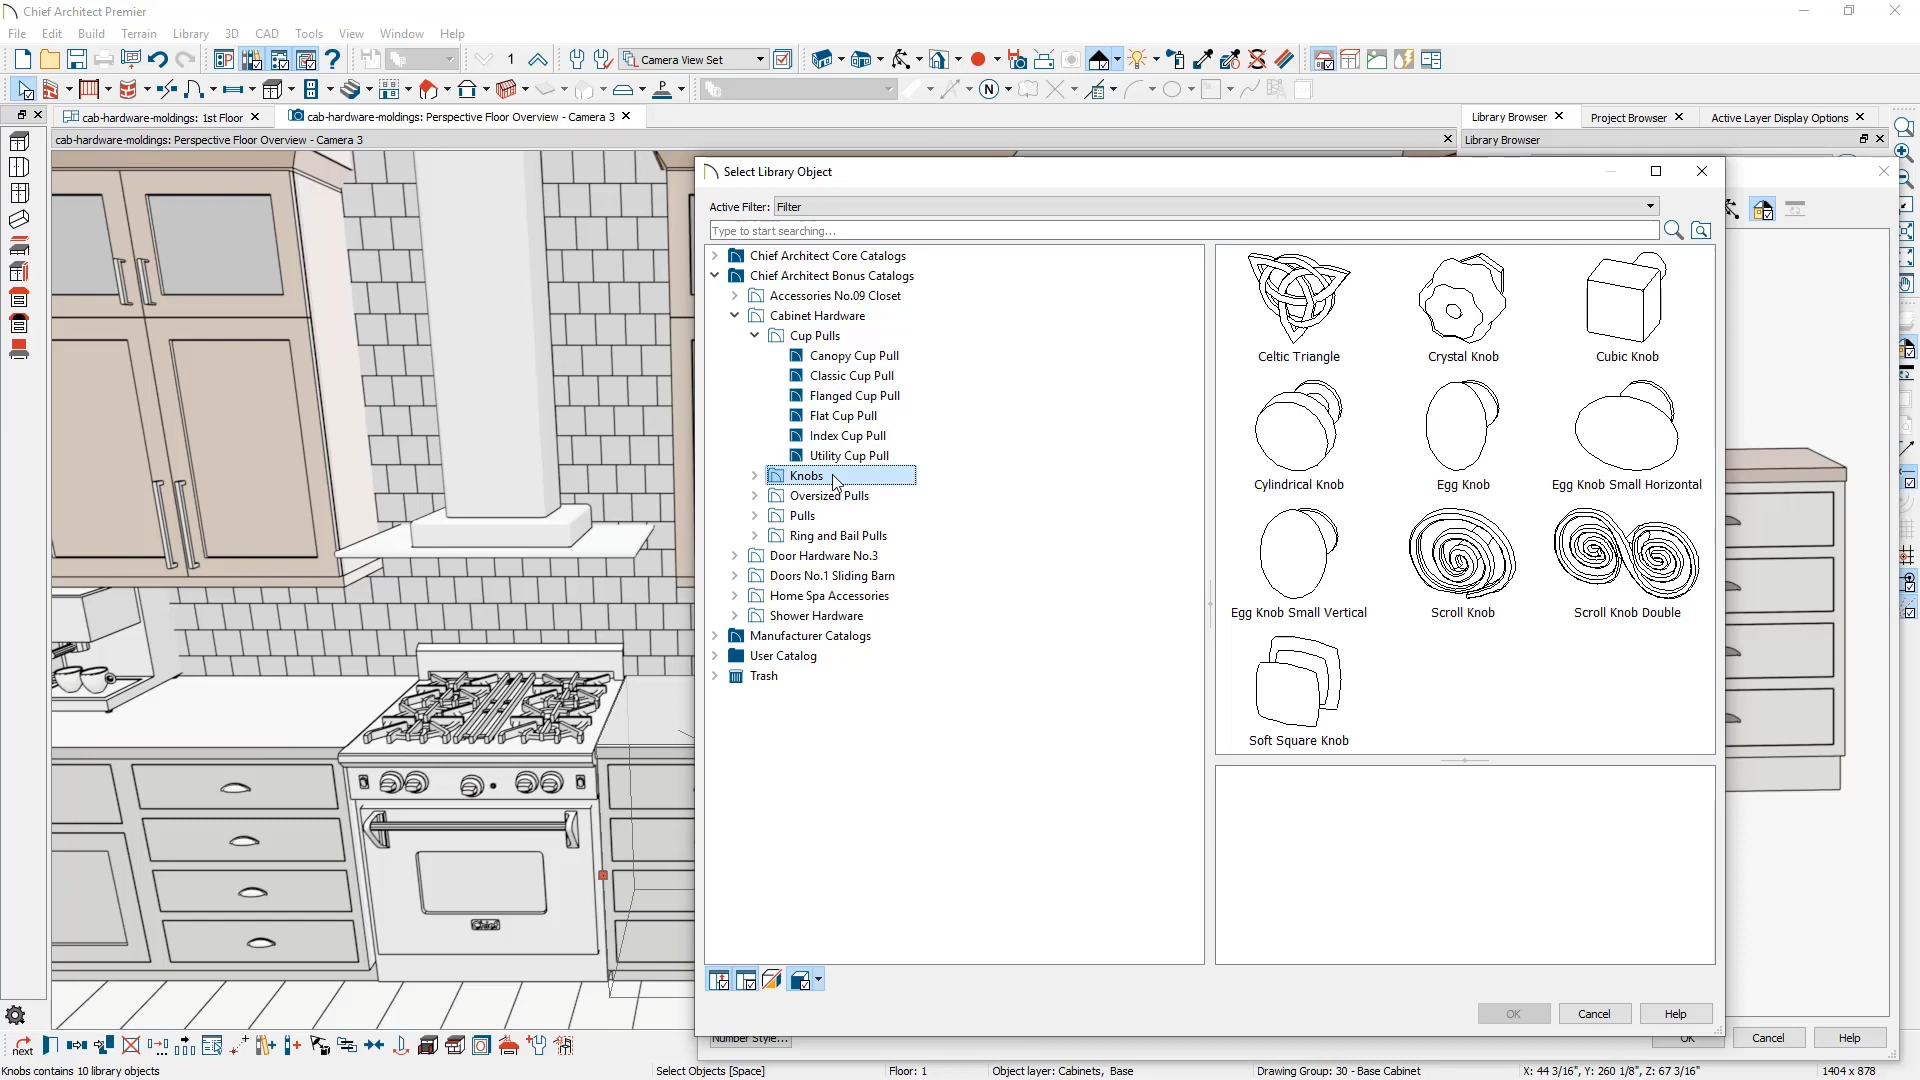 Chief Architect Premier
File Edit Build Terrain Library 3D CAD Tools View Window Help
1
Camera View Set
cab-hardware-moldings: 1st Floor
cab-hardware-moldings: Perspective Floor Overview - Camera 3
Library Browser
Project Browser
Active Layer Display Options
cab-hardware-moldings: Perspective Floor Overview - Camera 3
Library Browser
Select Library Object
Active Filter: Filter
Type to start searching...
Chief Architect Core Catalogs
Chief Architect Bonus Catalogs
Accessories No.09 Closet
Cabinet Hardware
Cup Pulls
Canopy Cup Pull
Classic Cup Pull
Flanged Cup Pull
Flat Cup Pull
Index Cup Pull
Utility Cup Pull
Knobs
Oversized Pulls
Pulls
Ring and Bail Pulls
Door Hardware No.3
Doors No.1 Sliding Barn
Home Spa Accessories
Shower Hardware
Manufacturer Catalogs
User Catalog
Trash
Celtic Triangle
Crystal Knob
Cubic Knob
Cylindrical Knob
Egg Knob
Egg Knob Small Horizontal
Egg Knob Small Vertical
Scroll Knob
Scroll Knob Double
Soft Square Knob
OK
Cancel
Help
Number Style...
OK
Cancel
Help
next
Knobs contains 10 library objects
Select Objects [Space]
Floor: 1
Object layer: Cabinets, Base
Drawing Group: 30 - Base Cabinet
X: 44 3/16", Y: 260 1/8", Z: 67 3/16"
1404 x 878